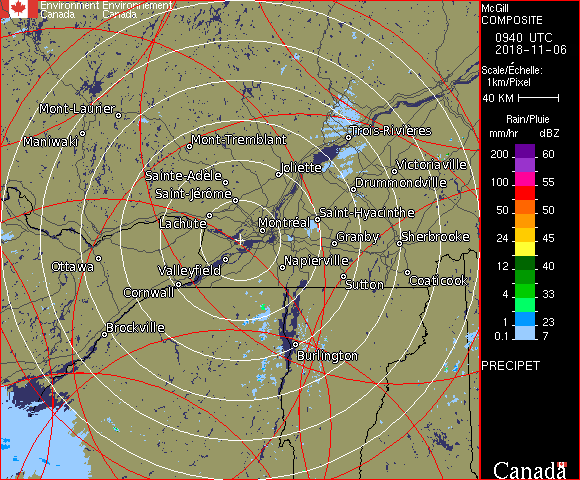 Environment Environnement
Canada Canada
McGill
COMPOSITE
0940 UTC
2018-11-06
Scale/Échelle:
1km/Pixel
40 KM
Rain/Pluie
mm/hr dBZ
200 60
100 55
50 50
24 45
12 40
4 33
1 23
0.1 7
PRECIPET
Mont-Laurier
Maniwaki
Mont-Tremblant
Trois-Rivières
Sainte-Adèle
Joliette
Victoriaville
Saint-Jérôme
Drummondville
Lachute
Montréal
Saint-Hyacinthe
Granby
Sherbrooke
Ottawa
Valleyfield
Napierville
Cornwall
Sutton
Coaticook
Brockville
Burlington
Canada